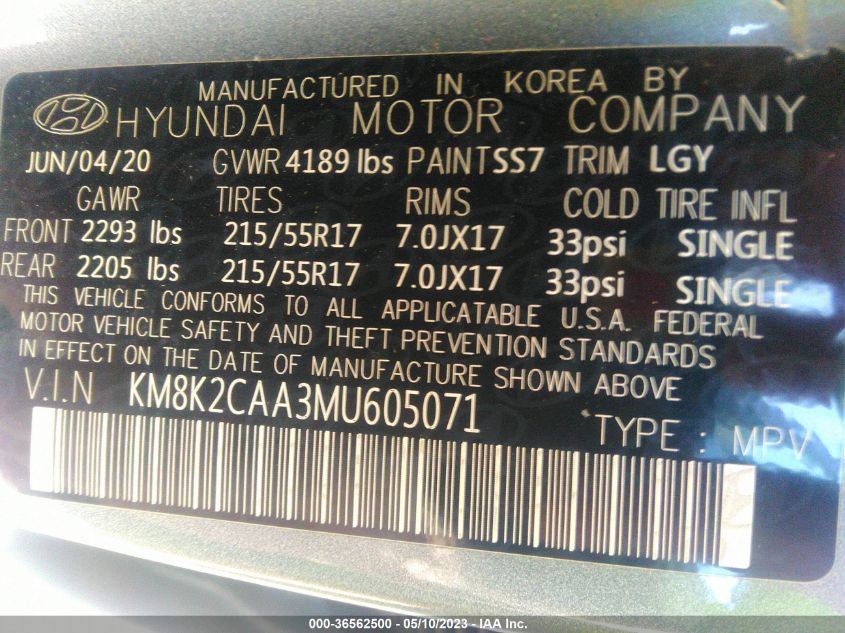 MANUFACTURED IN KOREA BY
HYUNDAI MOTOR COMPANY
JUN/04/20 GVWR 4189 lbs PAINT SS7 TRIM LGY
GAWR TIRES RIMS COLD TIRE INFL
FRONT 2293 lbs 215/55R17 7.0JX17 33psi SINGLE
REAR 2205 lbs 215/55R17 7.0JX17 33psi SINGLE
THIS VEHICLE CONFORMS TO ALL APPLICATABLE U.S.A. FEDERAL
MOTOR VEHICLE SAFETY AND THEFT PREVENTION STANDARDS
IN EFFECT ON THE DATE OF MANUFACTURE SHOWN ABOVE
V.I.N KM8K2CAA3MU605071
TYPE : MPV
000-36562500 - 05/10/2023 - IAA Inc.